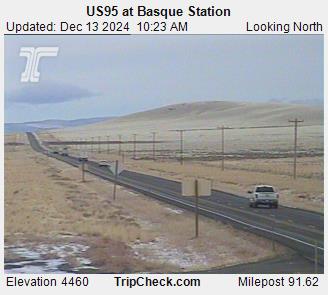 US95 at Basque Station
Updated: Dec 13 2024 10:23 AM Looking North
Elevation 4460 TripCheck.com Milepost 91.62